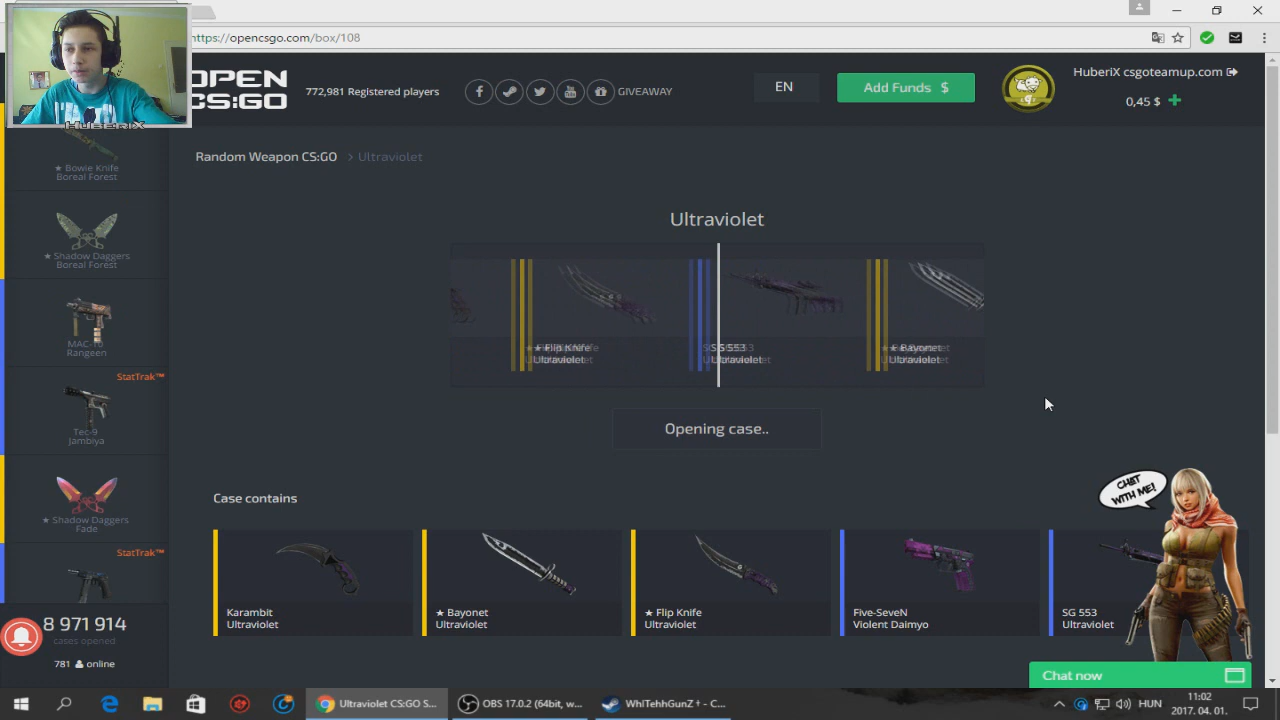 https://opencsgo.com/box/108
OPEN
CS:GO
772,981 Registered players
GIVEAWAY
EN
Add Funds $
HuberiX csgoteamup.com
0,45 $
HUBERIX
★ Bowie Knife
Boreal Forest
★ Shadow Daggers
Boreal Forest
MAC-10
Rangeen
StatTrak™
Tec-9
Jambiya
★ Shadow Daggers
Fade
StatTrak™
8 971 914
cases opened
781 online
Random Weapon CS:GO > Ultraviolet
Ultraviolet
★ Flip Knife
Ultraviolet
SG 553
Ultraviolet
★ Bayonet
Ultraviolet
Opening case..
Case contains
Karambit
Ultraviolet
★ Bayonet
Ultraviolet
★ Flip Knife
Ultraviolet
Five-SeveN
Violent Daimyo
SG 553
Ultraviolet
CHAT
WITH ME!
Chat now
Ultraviolet CS:GO S...
OBS 17.0.2 (64bit, w...
WhITehhGunZ † - C...
HUN
11:02
2017. 04. 01.